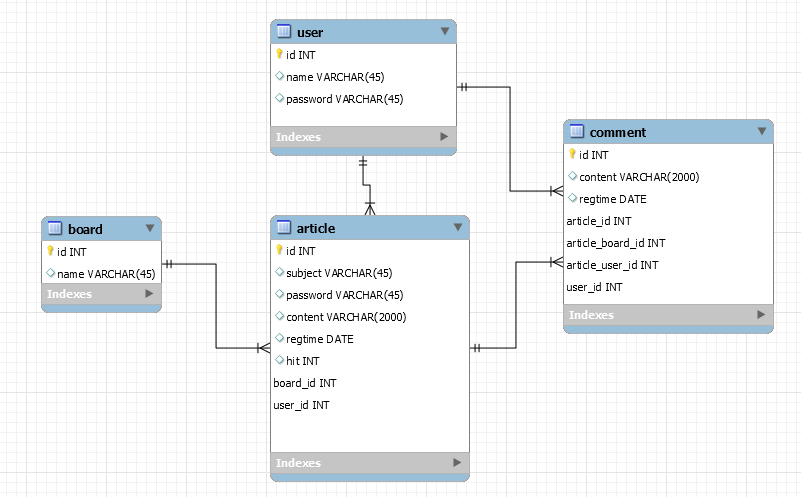 user
id INT
name VARCHAR(45)
password VARCHAR(45)
Indexes
comment
id INT
content VARCHAR(2000)
regtime DATE
article_id INT
article_board_id INT
article_user_id INT
user_id INT
Indexes
board
id INT
name VARCHAR(45)
Indexes
article
id INT
subject VARCHAR(45)
password VARCHAR(45)
content VARCHAR(2000)
regtime DATE
hit INT
board_id INT
user_id INT
Indexes